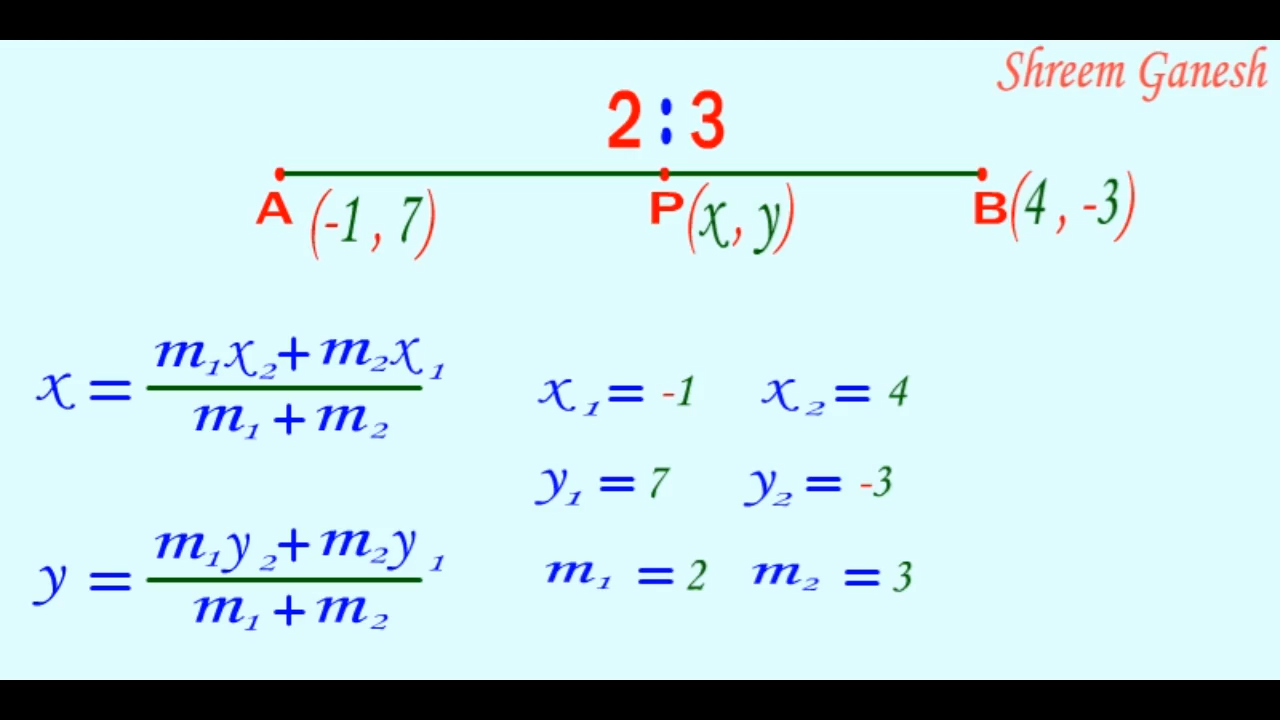 Shreem Ganesh
2 : 3
A (-1 , 7) P(x, y) B(4 , -3)
x = (m₁x₂ + m₂x₁) / (m₁ + m₂)
x₁ = -1 x₂ = 4
y₁ = 7 y₂ = -3
y = (m₁y₂ + m₂y₁) / (m₁ + m₂)
m₁ = 2 m₂ = 3